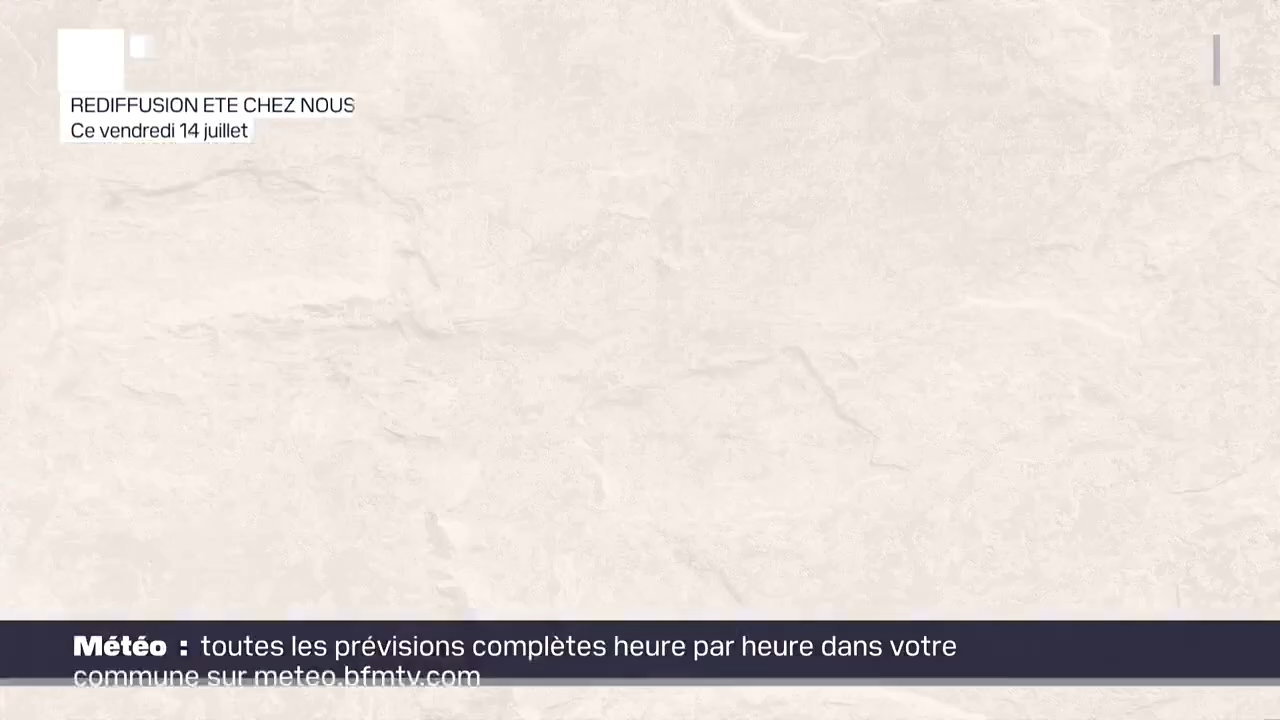 REDIFFUSION ETE CHEZ NOUS
Ce vendredi 14 juillet
Météo : toutes les prévisions complètes heure par heure dans votre
commune sur meteo.bfmtv.com